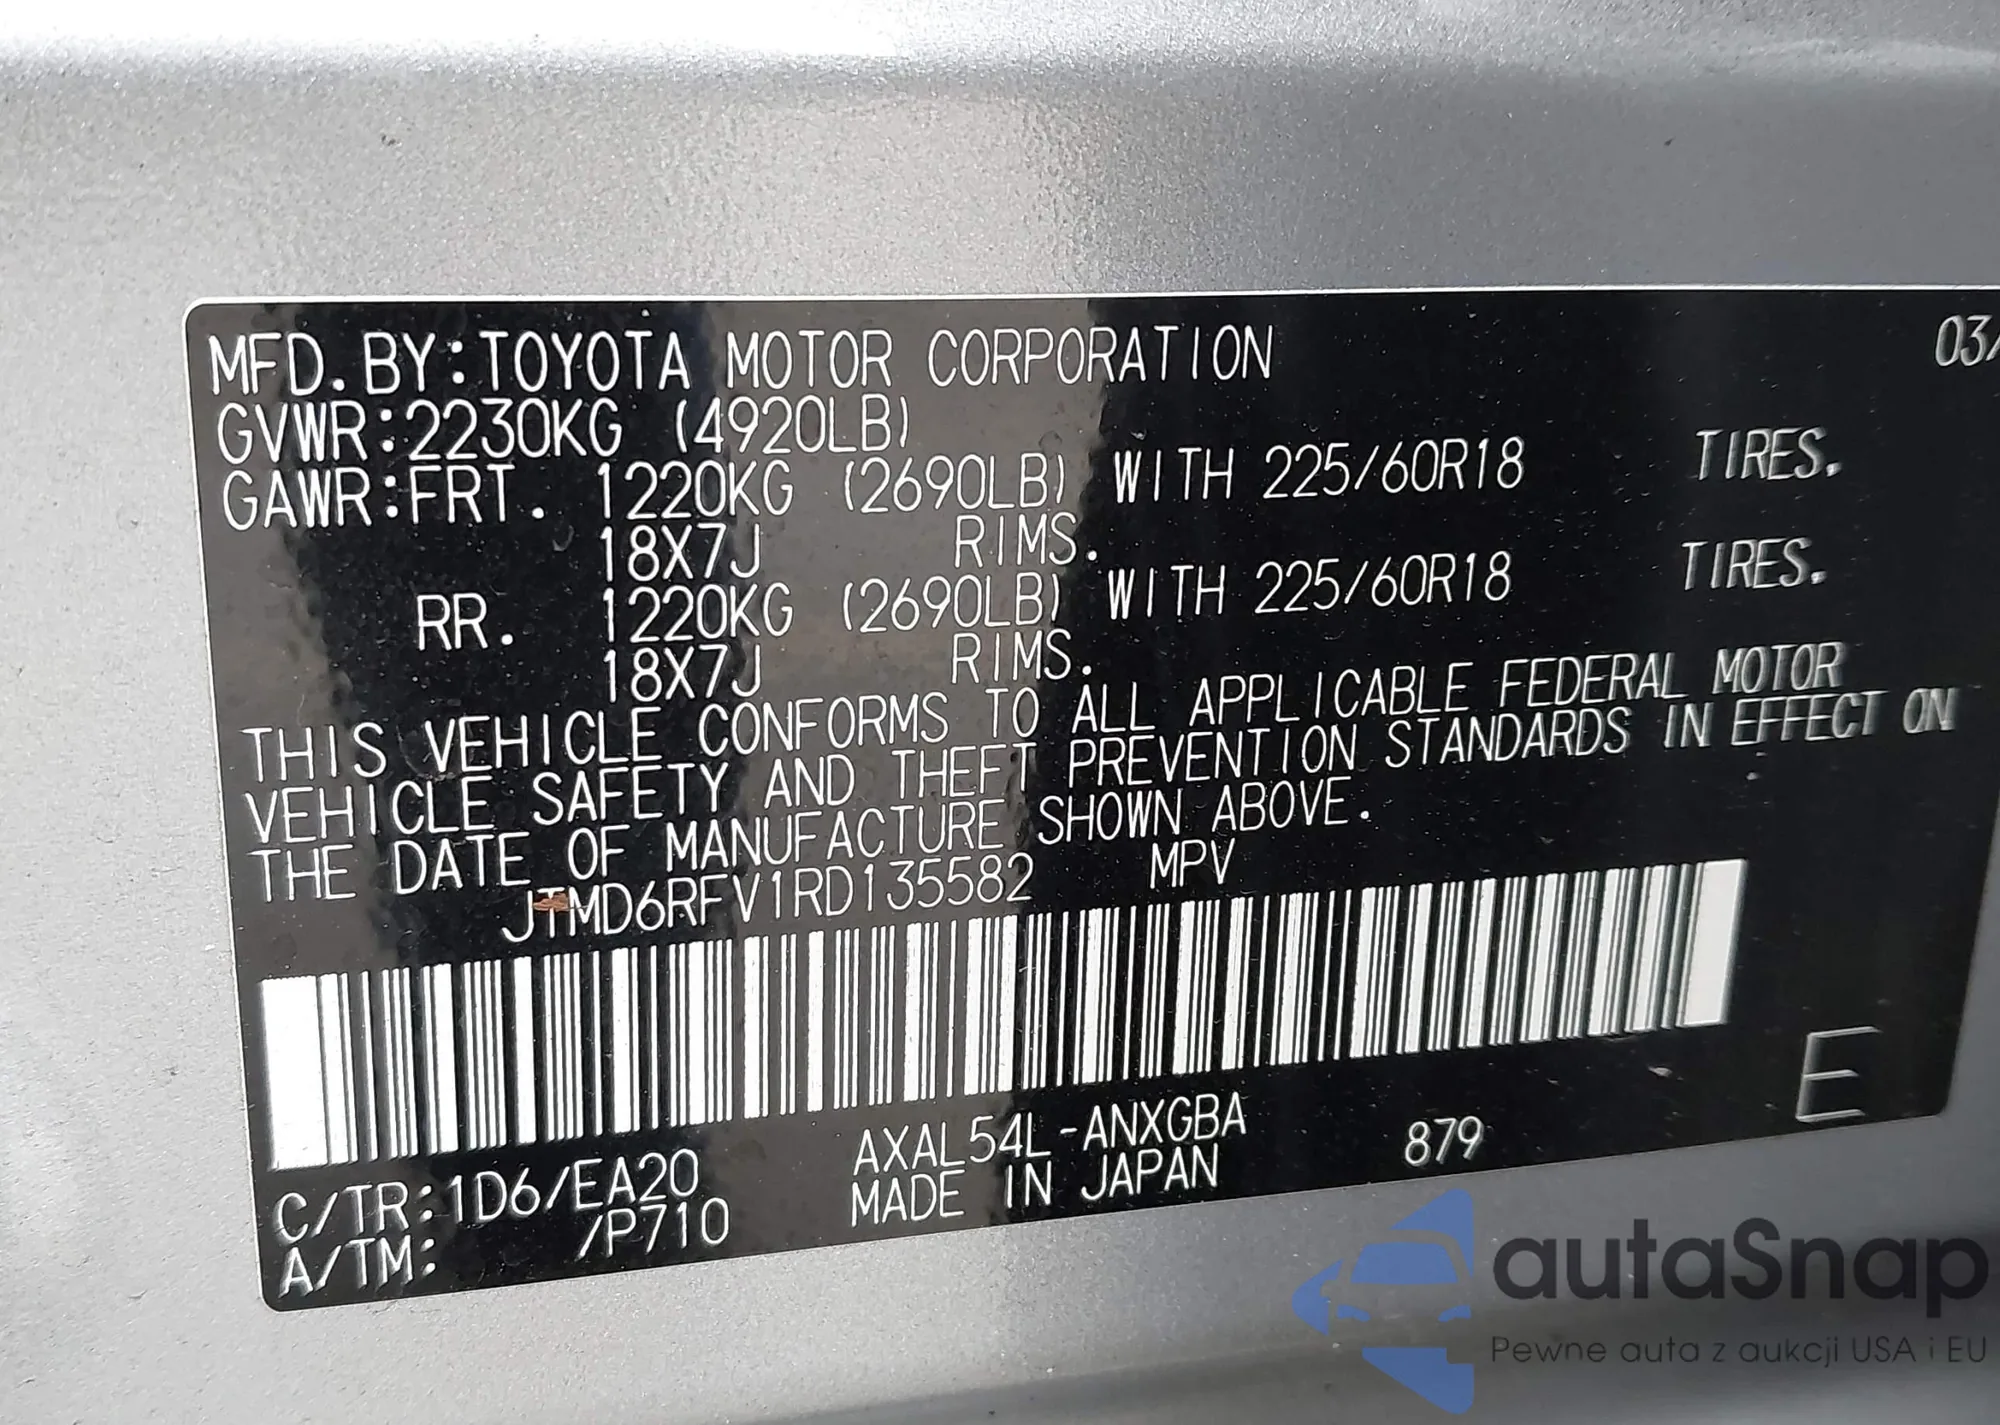 MFD.BY:TOYOTA MOTOR CORPORATION 03/
GVWR:2230KG (4920LB)
GAWR:FRT. 1220KG (2690LB) WITH 225/60R18 TIRES.
18X7J RIMS.
RR. 1220KG (2690LB) WITH 225/60R18 TIRES.
18X7J RIMS.
THIS VEHICLE CONFORMS TO ALL APPLICABLE FEDERAL MOTOR
VEHICLE SAFETY AND THEFT PREVENTION STANDARDS IN EFFECT ON
THE DATE OF MANUFACTURE SHOWN ABOVE.
JTMD6RFV1RD135582 MPV
E
AXAL54L-ANXGBA 879
C/TR:1D6/EA20 MADE IN JAPAN
A/TM: /P710
autaSnap
Pewne auta z aukcji USA i EU